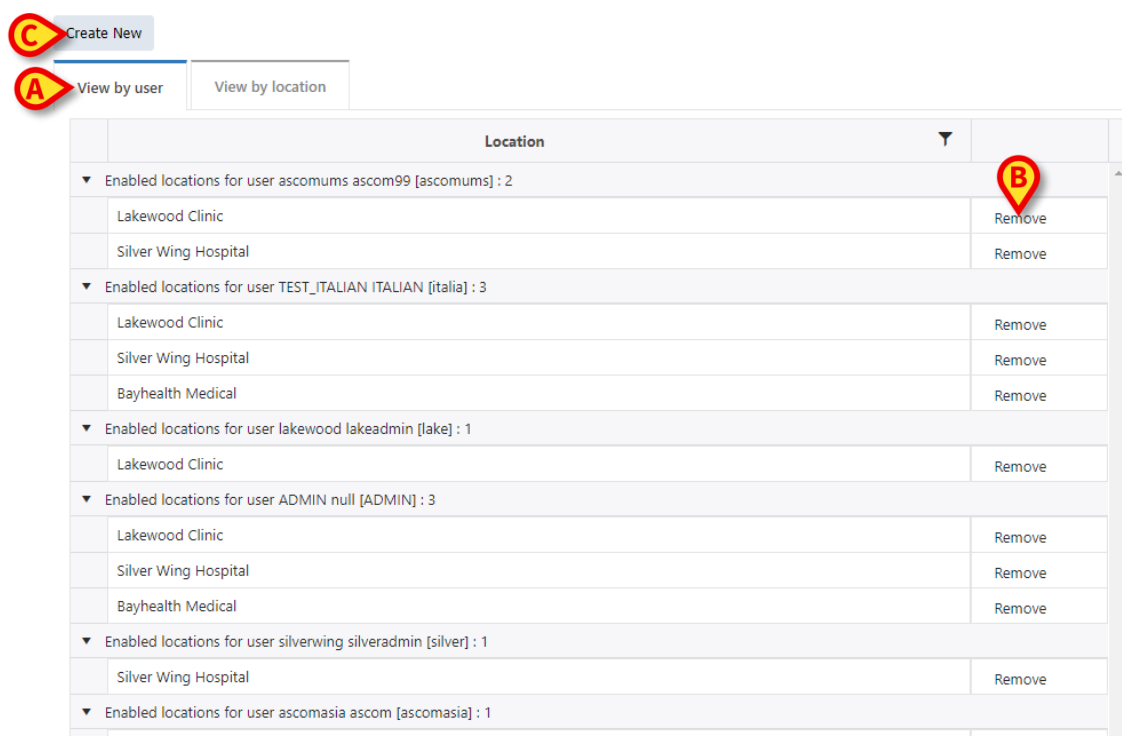 C
Create New
A
View by user
View by location
Location
Enabled locations for user ascomums ascom99 [ascomums] : 2
B
Lakewood Clinic
Remove
Silver Wing Hospital
Remove
Enabled locations for user TEST_ITALIAN ITALIAN [italia] : 3
Lakewood Clinic
Remove
Silver Wing Hospital
Remove
Bayhealth Medical
Remove
Enabled locations for user lakewood lakeadmin [lake] : 1
Lakewood Clinic
Remove
Enabled locations for user ADMIN null [ADMIN] : 3
Lakewood Clinic
Remove
Silver Wing Hospital
Remove
Bayhealth Medical
Remove
Enabled locations for user silverwing silveradmin [silver] : 1
Silver Wing Hospital
Remove
Enabled locations for user ascomasia ascom [ascomasia] : 1